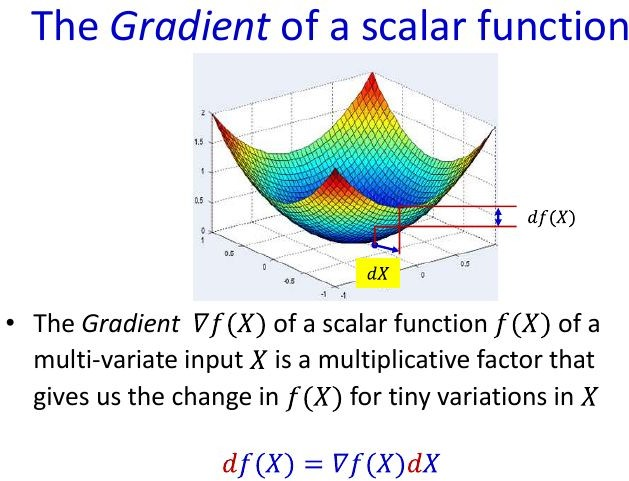 The Gradient of a scalar function
2
1.5
1
0.5
0
1
0.5
0
-0.5
-1
-1
0
0.5
df(X)
dX
• The Gradient ∇f(X) of a scalar function f(X) of a
multi-variate input X is a multiplicative factor that
gives us the change in f(X) for tiny variations in X
df(X) = ∇f(X)dX